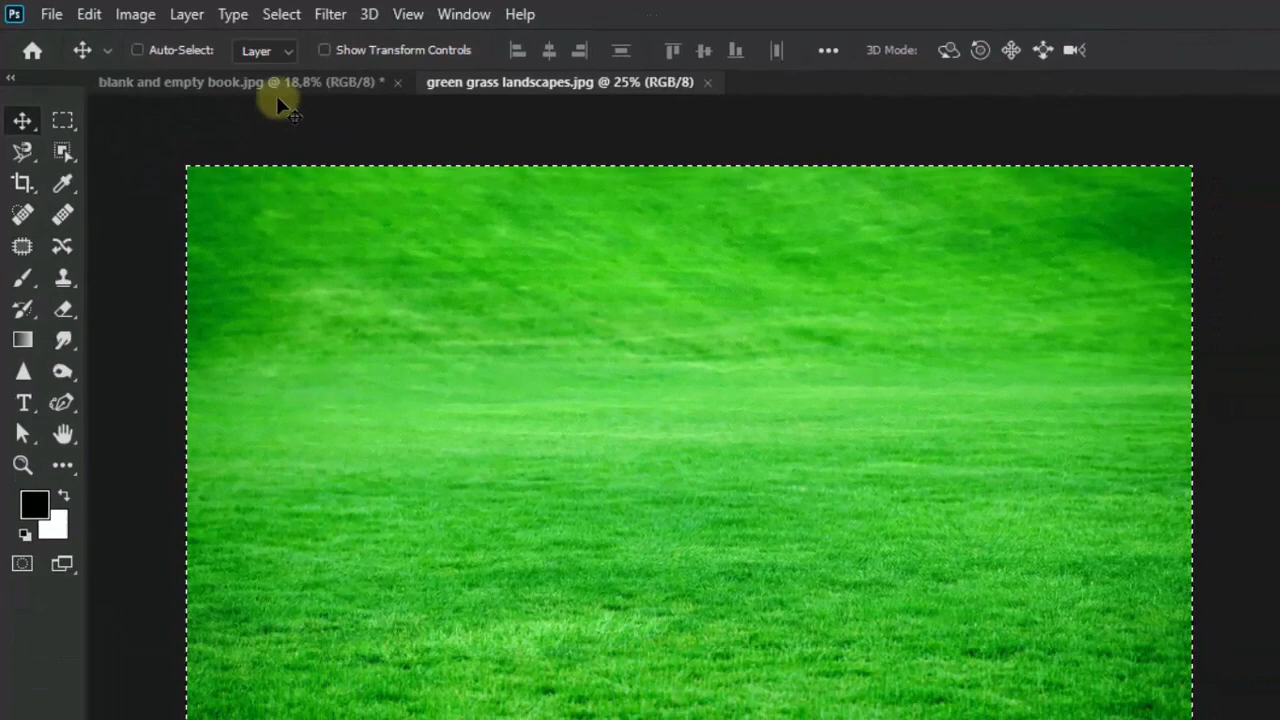 Ps File Edit Image Layer Type Select Filter 3D View Window Help
Auto-Select: Layer Show Transform Controls 3D Mode:
blank and empty book.jpg @ 18,8% (RGB/8) * × green grass landscapes.jpg @ 25% (RGB/8) ×
T